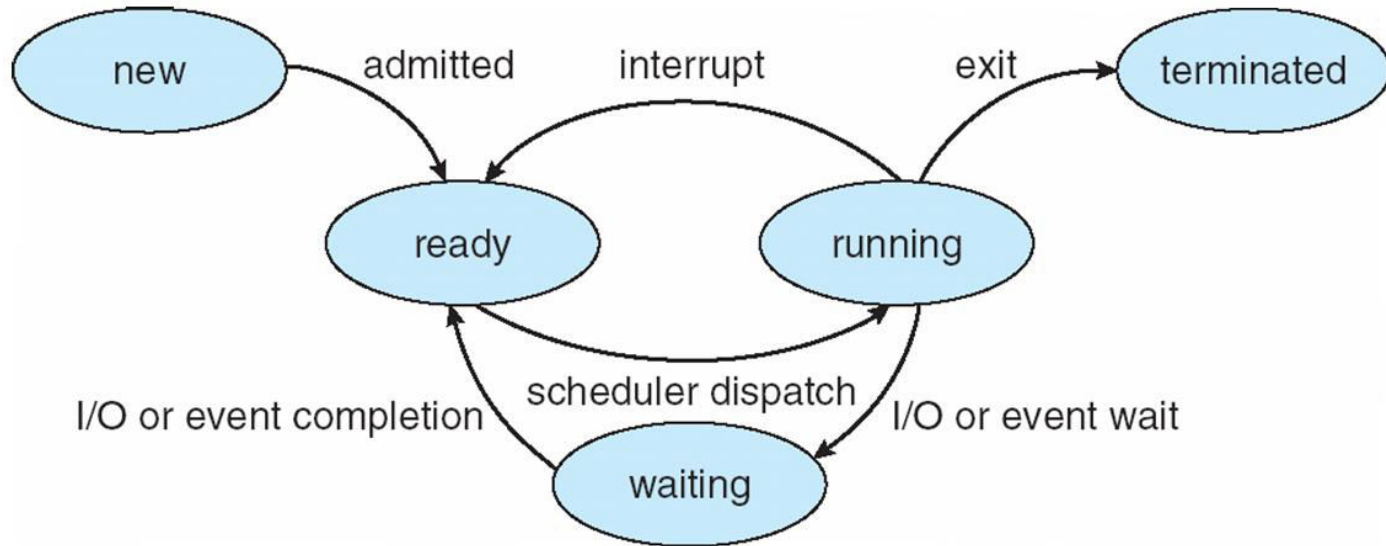 new
admitted
interrupt
exit
terminated
ready
running
scheduler dispatch
I/O or event completion
I/O or event wait
waiting